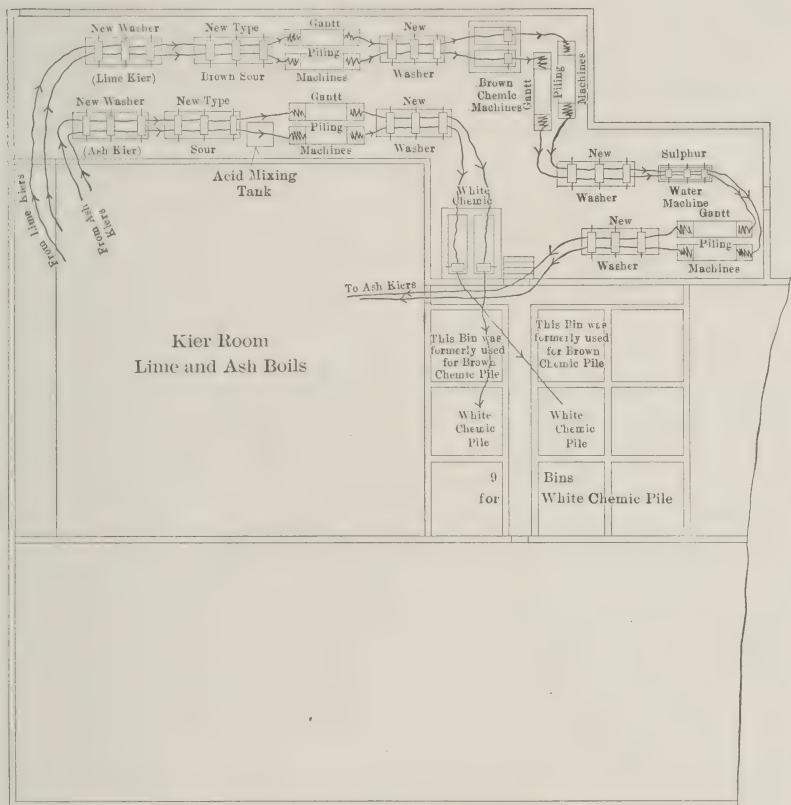 New Washer
(Lime Kier)
New Type
Brown Sour
Gantt
Piling
Machines
New
Washer
Brown
Chemic
Machines
Gantt
Piling
Machines
New Washer
(Ash Kier)
New Type
Sour
Acid Mixing
Tank
Gantt
Piling
Machines
New
Washer
From Lime Kiers
From Ash
Kiers
White
Chemic
New
Washer
Sulphur
Water
Machine
Gantt
Piling
Machines
New
Washer
To Ash Kiers
Kier Room
Lime and Ash Boils
This Bin was
formerly used
for Brown
Chemic Pile
This Bin was
formerly used
for Brown
Chemic Pile
White
Chemic
Pile
White
Chemic
Pile
9 Bins
for White Chemic Pile